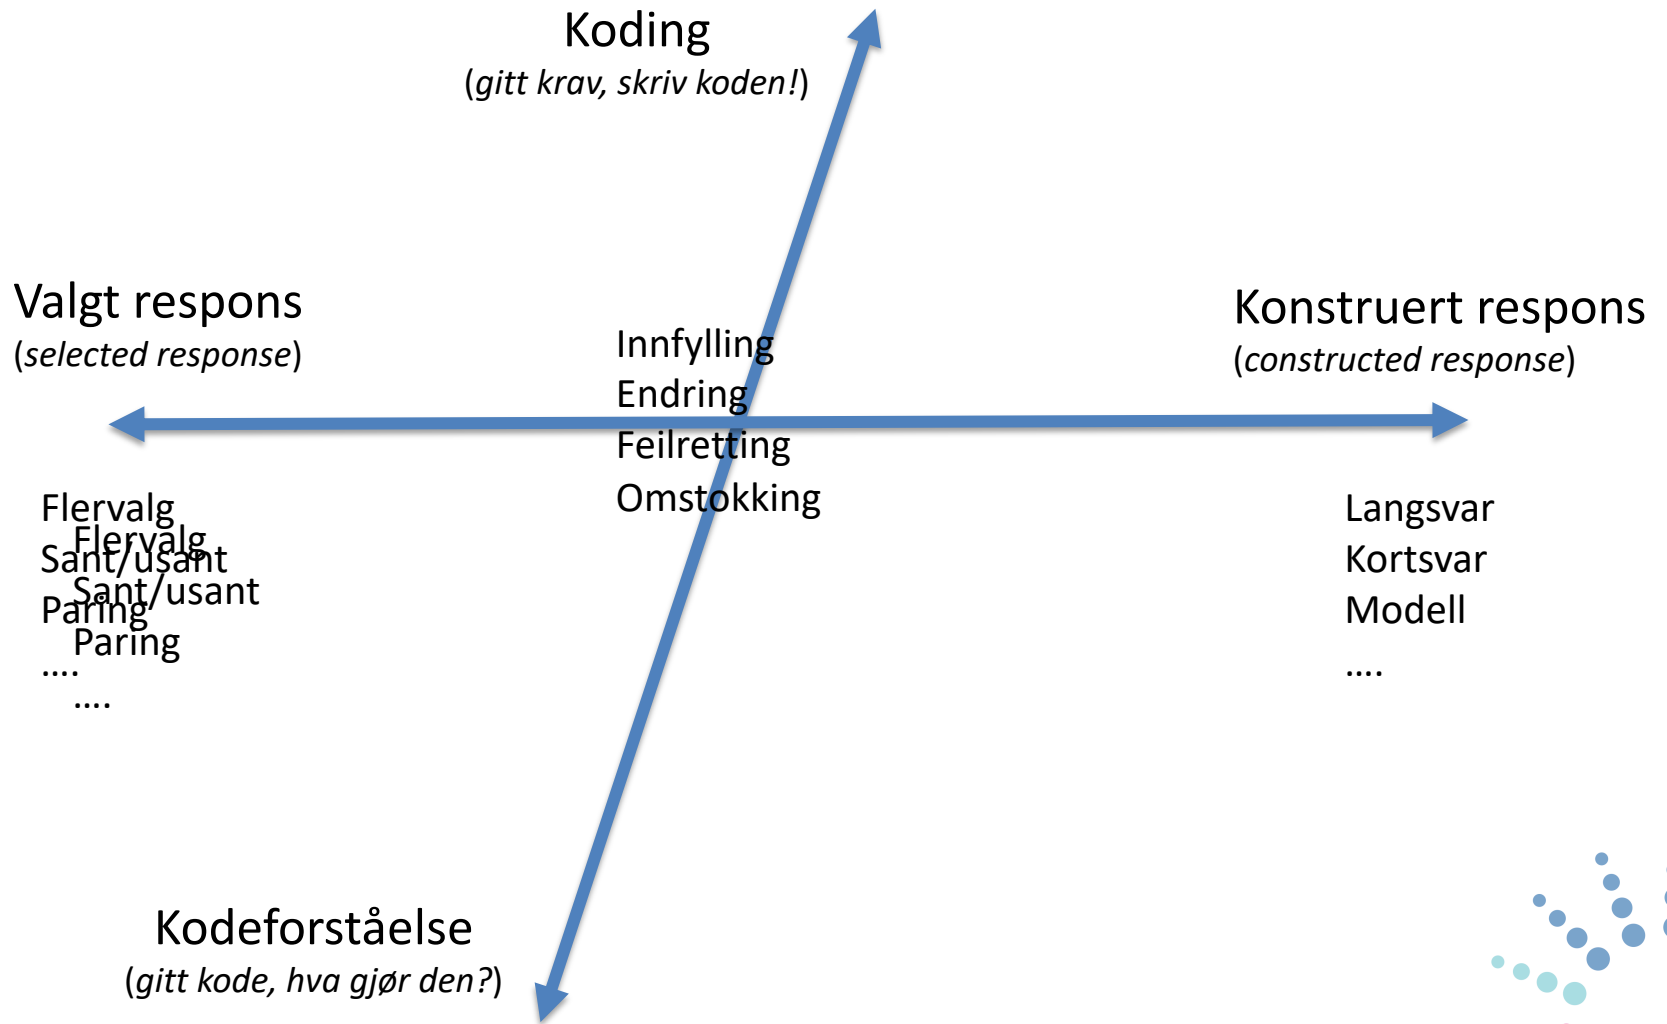 Koding
(gitt krav, skriv koden!)
Valgt respons
(selected response)
Konstruert respons
(constructed response)
Innfylling
Endring
Feilretting
Omstokking
Flervalg
Sant/usant
Paring
....
Flervalg
Sant/usant
Paring
....
Langsvar
Kortsvar
Modell
....
Kodeforståelse
(gitt kode, hva gjør den?)